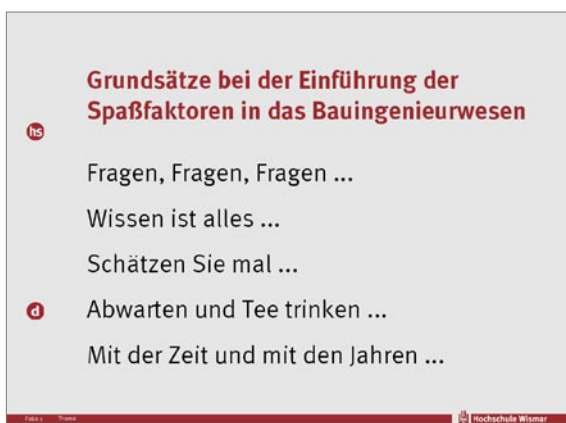 Grundsätze bei der Einführung der
Spaßfaktoren in das Bauingenieurwesen
hs
Fragen, Fragen, Fragen ...
Wissen ist alles ...
Schätzen Sie mal ...
d
Abwarten und Tee trinken ...
Mit der Zeit und mit den Jahren ...
Hochschule Wismar